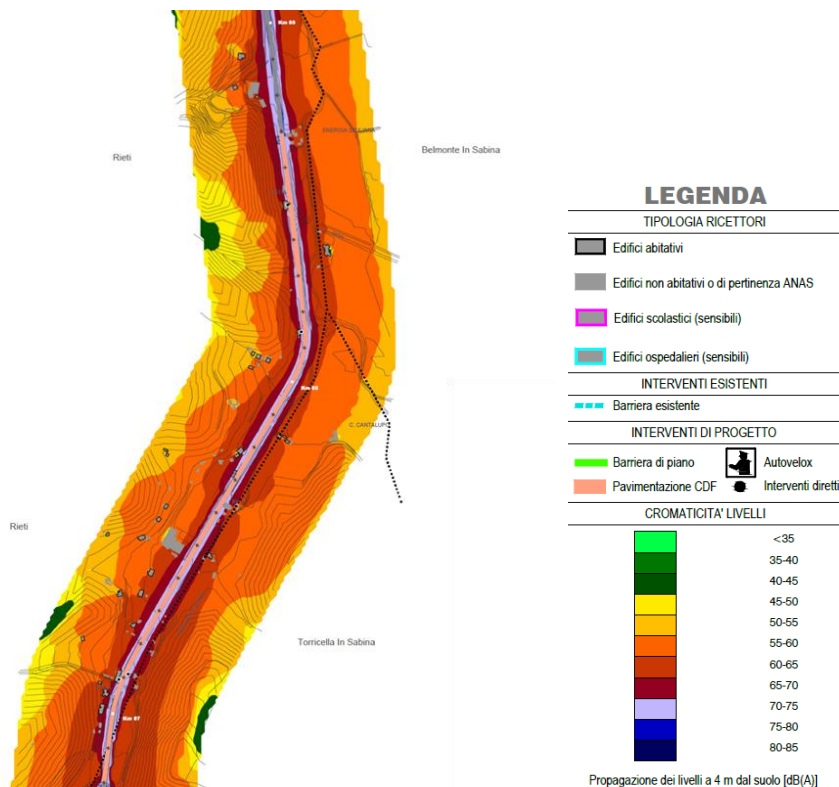 Rieti
Belmonte In Sabina
C. CANTALUPO
Km 67
Rieti
Torricella In Sabina
LEGENDA
TIPOLOGIA RICETTORI
Edifici abitativi
Edifici non abitativi o di pertinenza ANAS
Edifici scolastici (sensibili)
Edifici ospedalieri (sensibili)
INTERVENTI ESISTENTI
Barriera esistente
INTERVENTI DI PROGETTO
Barriera di piano
Autovelox
Pavimentazione CDF
Interventi diretti
CROMATICITA' LIVELLI
<35
35-40
40-45
45-50
50-55
55-60
60-65
65-70
70-75
75-80
80-85
Propagazione dei livelli a 4 m dal suolo [dB(A)]